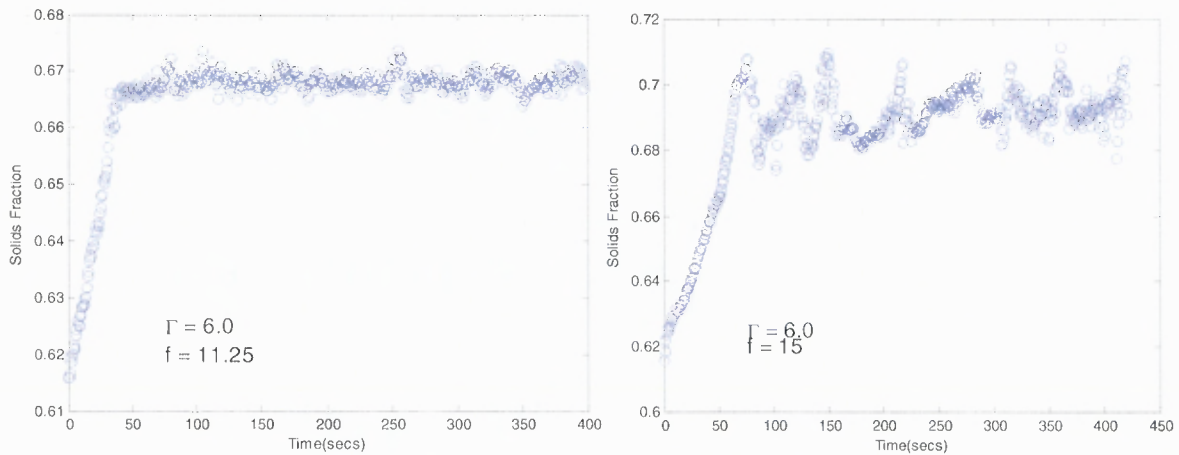 0.68
0.67
0.66
0.65
0.64
0.63
0.62
0.61
Solids Fraction
Γ = 6.0
f = 11.25
0 50 100 150 200 250 300 350 400
Time(secs)
0.72
0.7
0.68
0.66
0.64
0.62
0.6
Solids Fraction
Γ = 6.0
f = 15
0 50 100 150 200 250 300 350 400 450
Time(secs)